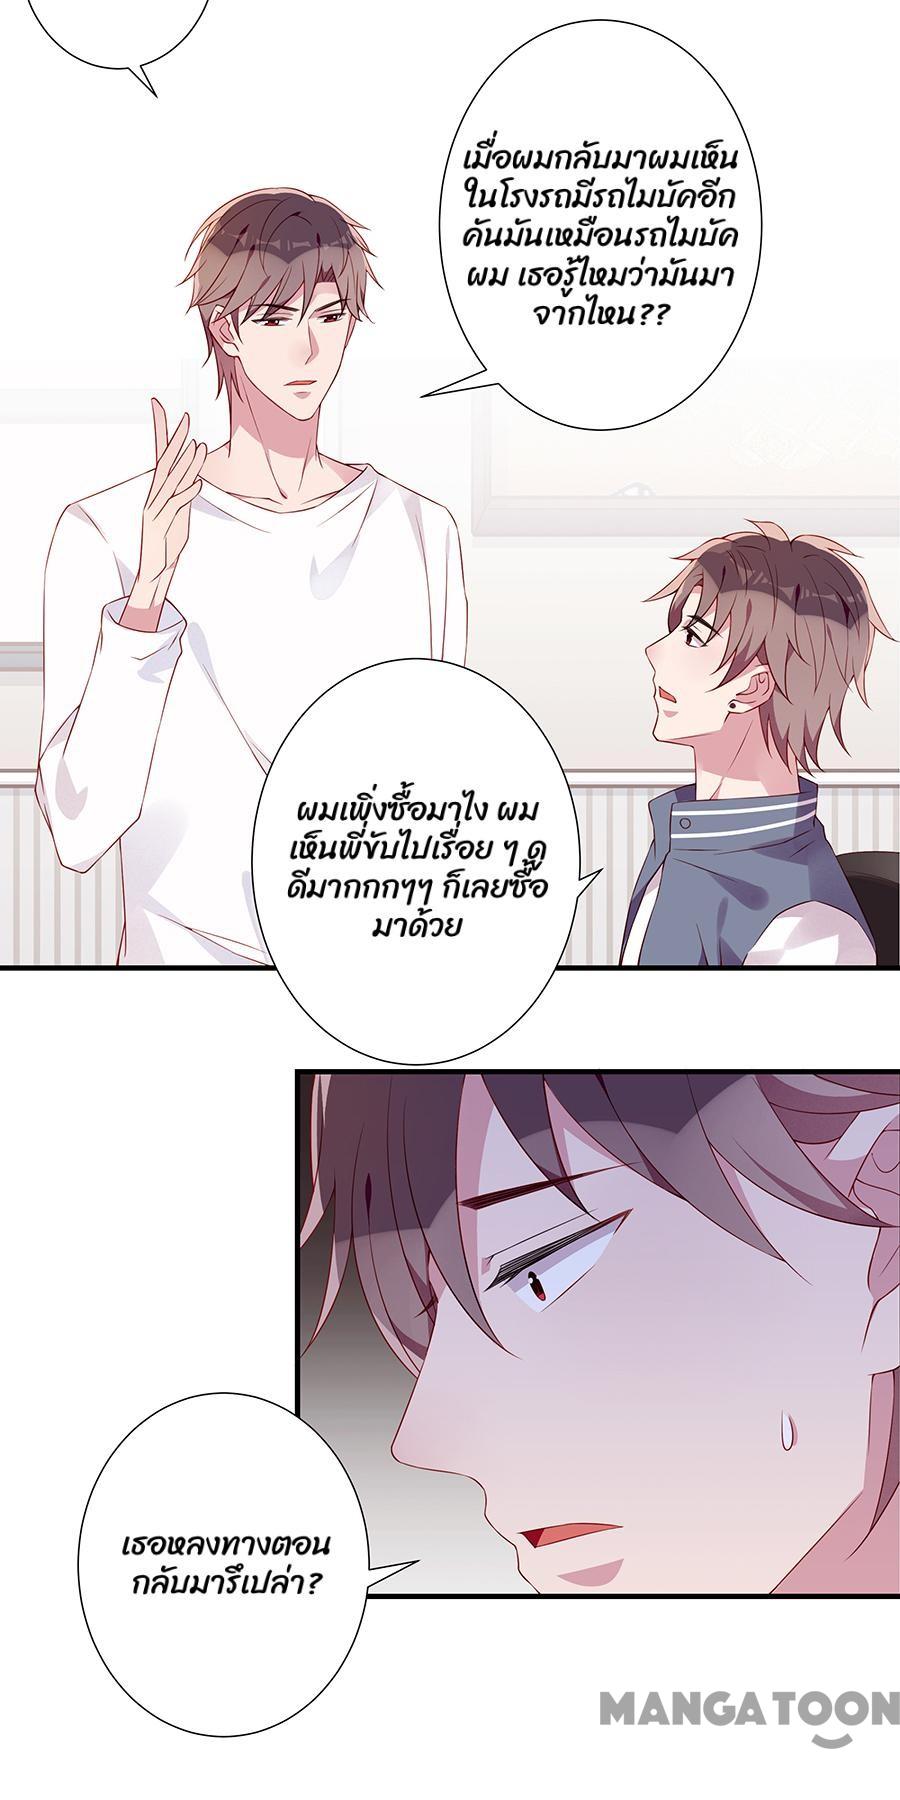 เมื่อผมกลับมาผมเห็น
ในโรงรถมีรถไมบัคอีก
คันมันเหมือนรถไมบัค
ผม เธอรู้ไหมว่ามันมา
จากไหน??
ผมเพิ่งซื้อมาไง ผม
เห็นพี่ขับไปเรื่อย ๆ ดู
ดีมากกกๆๆ ก็เลยซื้อ
มาด้วย
เธอหลงทางตอน
กลับมารึเปล่า?
MANGATOON